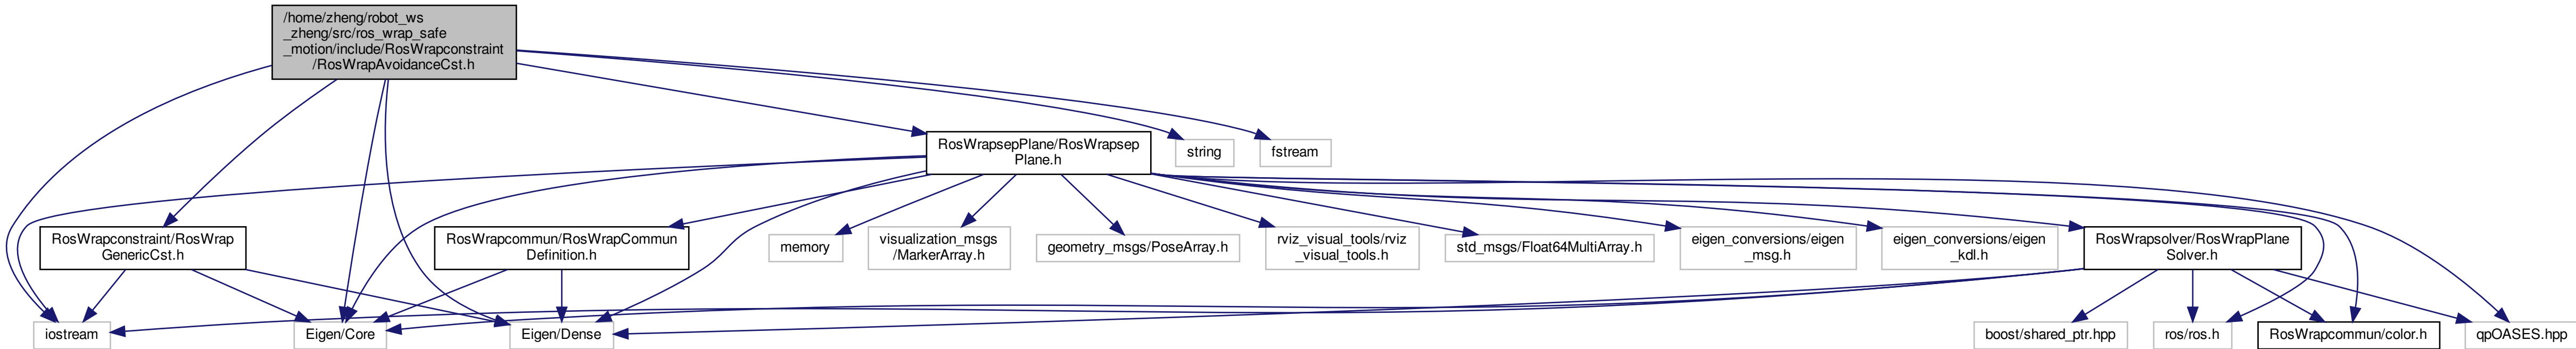 /home/zheng/robot_ws
_zheng/src/ros_wrap_safe
_motion/include/RosWrapconstraint
/RosWrapAvoidanceCst.h
RosWrapsepPlane/RosWrapsep
Plane.h
string
fstream
RosWrapconstraint/RosWrap
GenericCst.h
RosWrapcommun/RosWrapCommun
Definition.h
memory
visualization_msgs
/MarkerArray.h
geometry_msgs/PoseArray.h
rviz_visual_tools/rviz
_visual_tools.h
std_msgs/Float64MultiArray.h
eigen_conversions/eigen
_msg.h
eigen_conversions/eigen
_kdl.h
RosWrapsolver/RosWrapPlane
Solver.h
iostream
Eigen/Core
Eigen/Dense
boost/shared_ptr.hpp
ros/ros.h
RosWrapcommun/color.h
qpOASES.hpp